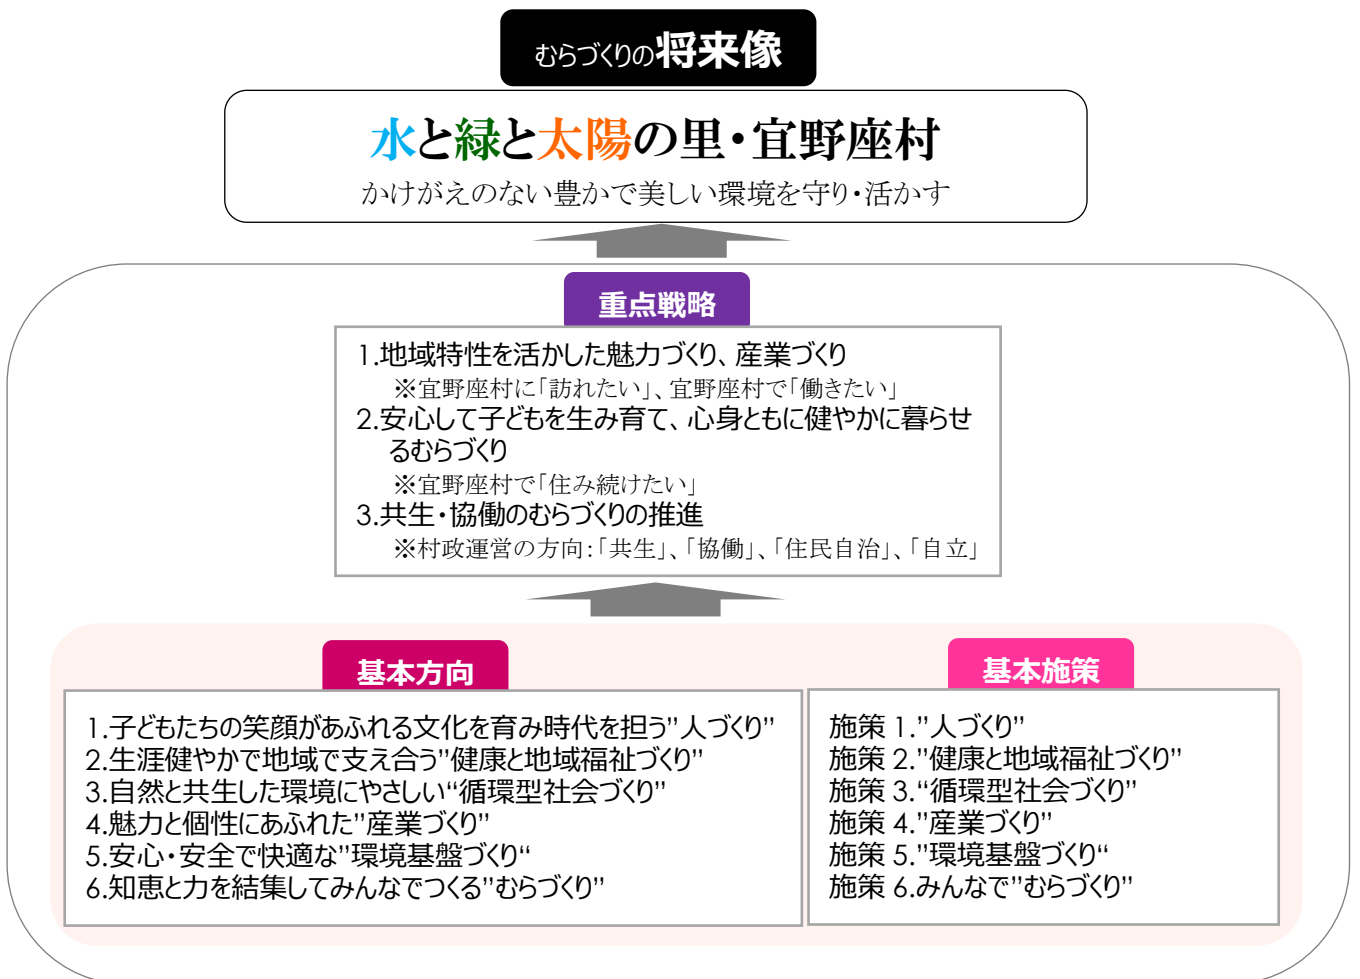 むらづくりの将来像
水と緑と太陽の里・宜野座村
かけがえのない豊かで美しい環境を守り・活かす
重点戦略
1.地域特性を活かした魅力づくり、産業づくり
※宜野座村に「訪れたい」、宜野座村で「働きたい」
2.安心して子どもを生み育て、心身ともに健やかに暮らせ
るむらづくり
※宜野座村で「住み続けたい」
3.共生・協働のむらづくりの推進
※村政運営の方向:「共生」、「協働」、「住民自治」、「自立」
基本方向
1.子どもたちの笑顔があふれる文化を育み時代を担う”人づくり”
2.生涯健やかで地域で支え合う”健康と地域福祉づくり”
3.自然と共生した環境にやさしい“循環型社会づくり”
4.魅力と個性にあふれた”産業づくり”
5.安心・安全で快適な”環境基盤づくり“
6.知恵と力を結集してみんなでつくる”むらづくり”
基本施策
施策 1.”人づくり”
施策 2.”健康と地域福祉づくり”
施策 3.“循環型社会づくり”
施策 4.”産業づくり”
施策 5.”環境基盤づくり“
施策 6.みんなで”むらづくり”